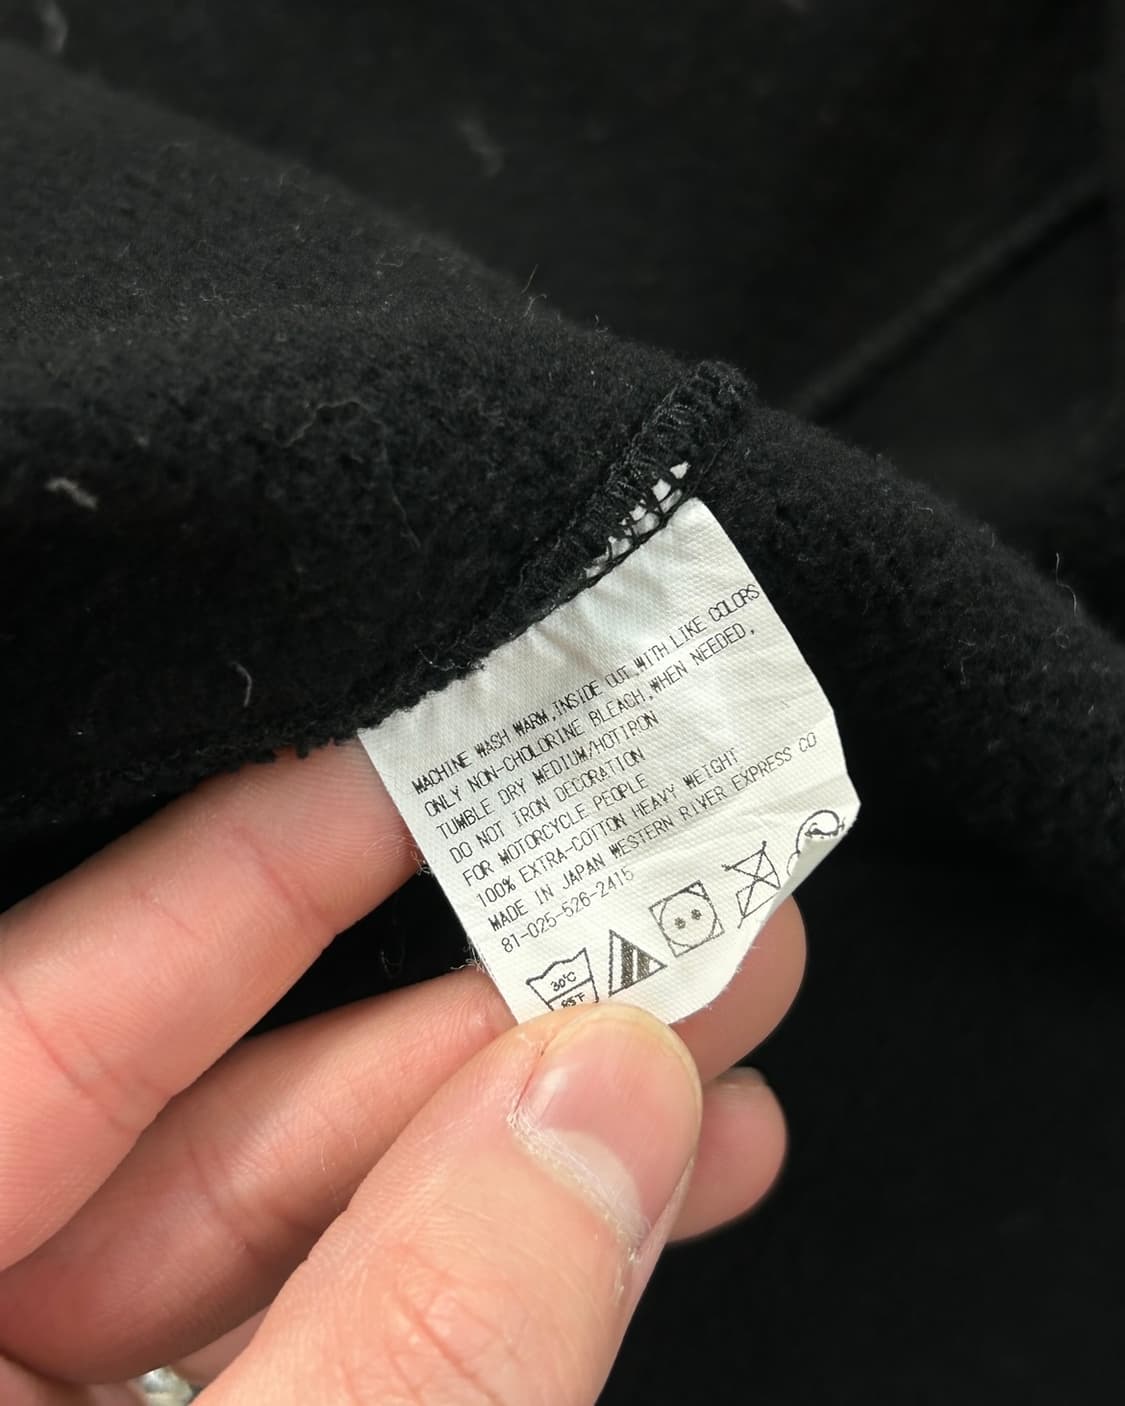 MACHINE WASH WARM,INSIDE OUT,WITH LIKE COLORS
ONLY NON-CHOLORINE BLEACH,WHEN NEEDED,
TUMBLE DRY MEDIUM/HOTIRON
DO NOT IRON DECORATION
FOR MOTORCYCLE PEOPLE
100% EXTRA-COTTON HEAVY WEIGHT
MADE IN JAPAN WESTERN RIVER EXPRESS CO
81-025-526-2415
30°C
85°F